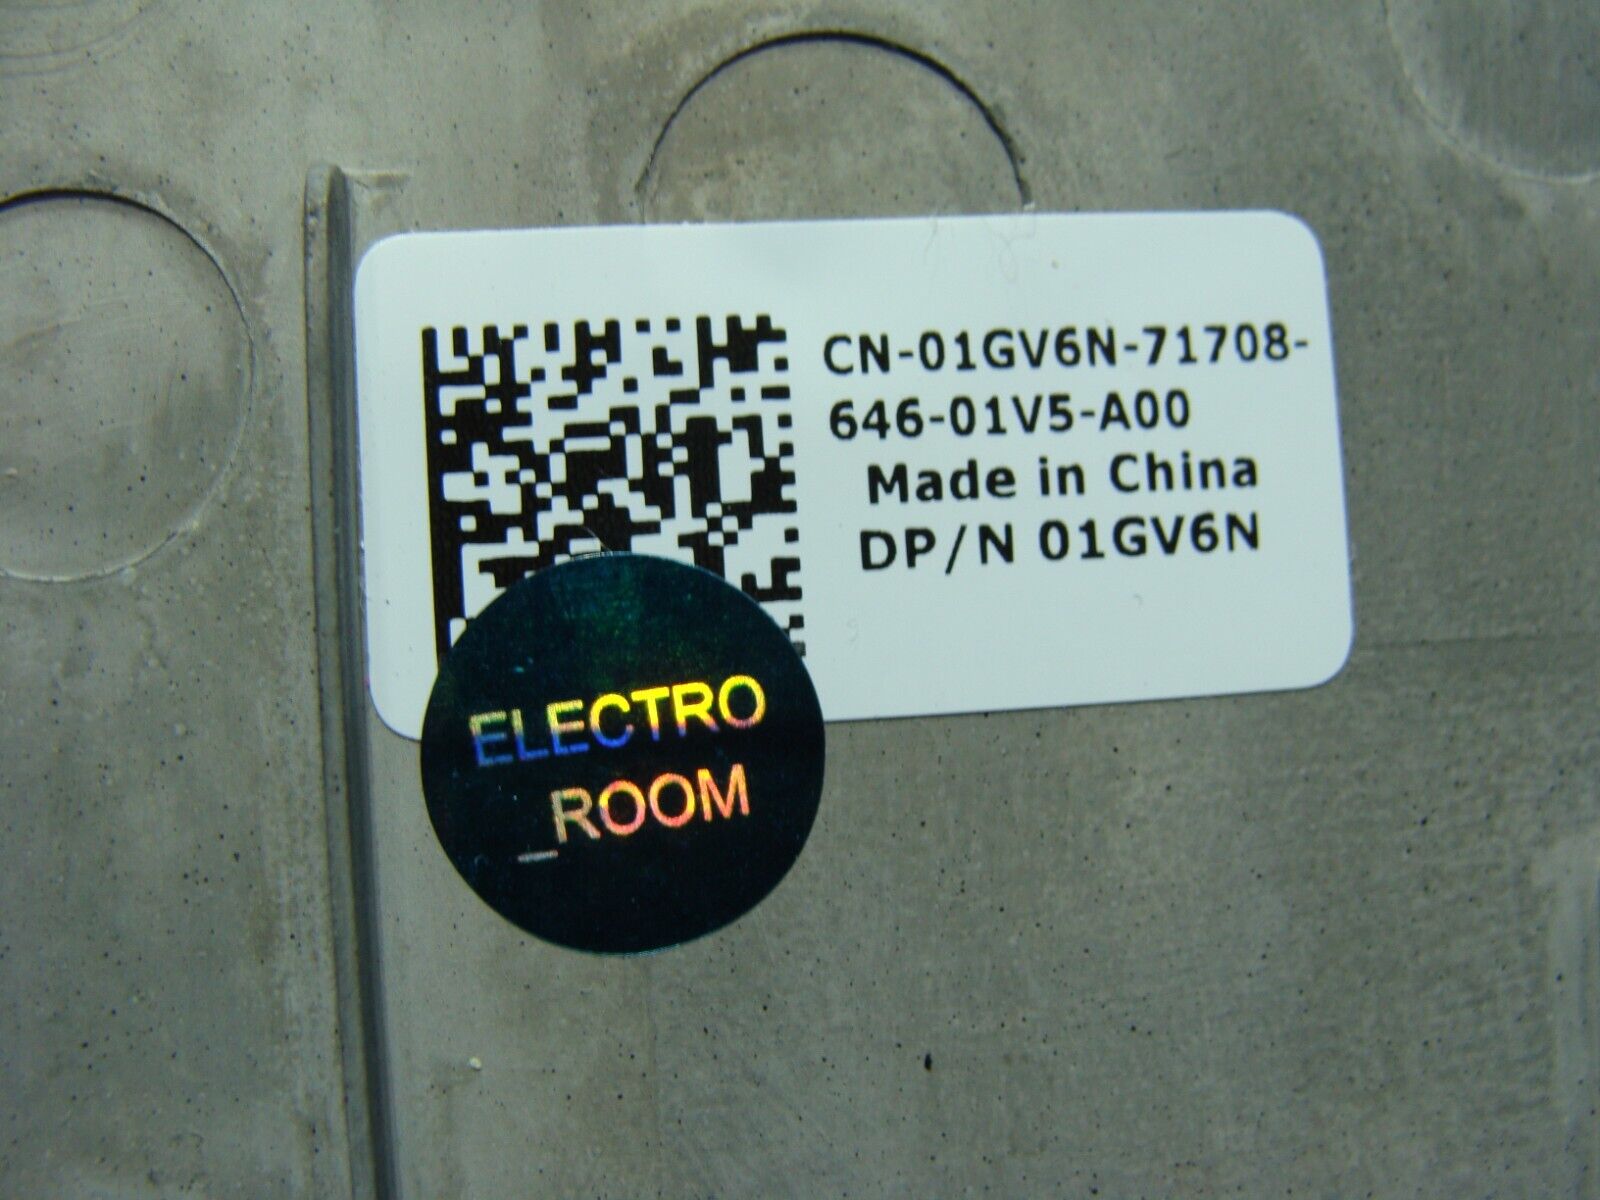 CN-01GV6N-71708-
646-01V5-A00
Made in China
DP/N 01GV6N
ELECTRO
_ROOM